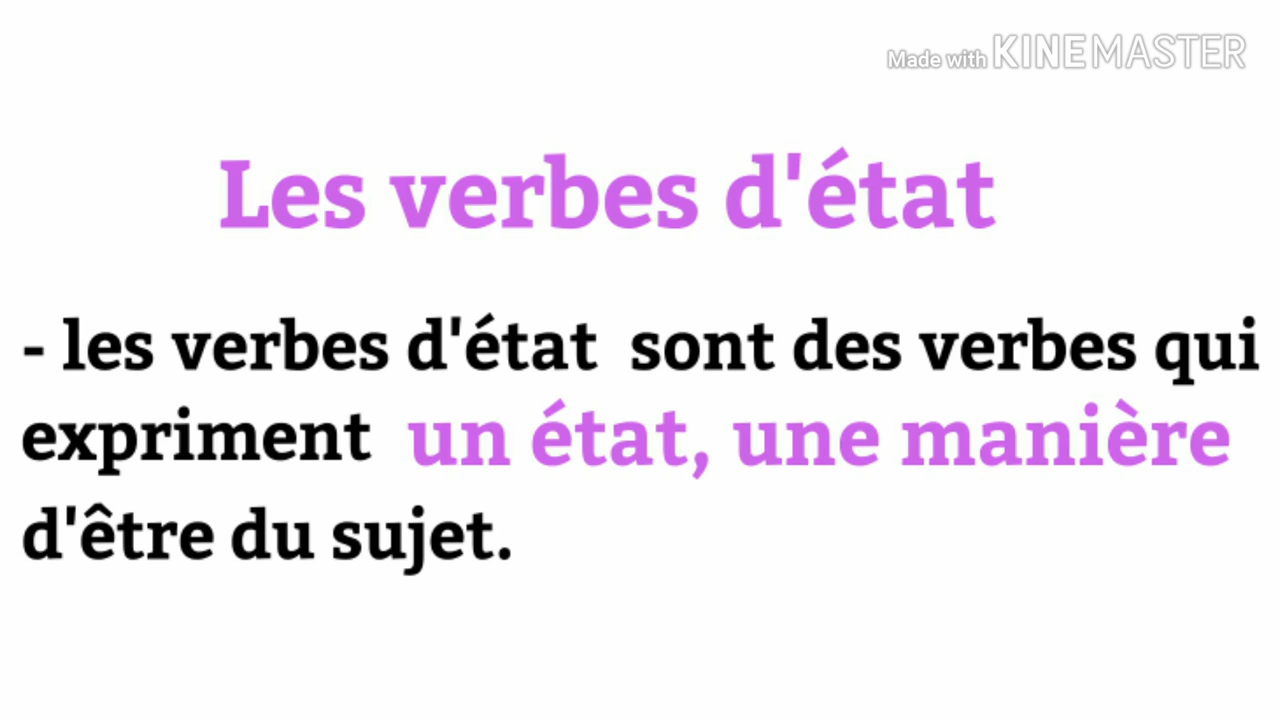 Made with KINEMASTER
Les verbes d'état
- les verbes d'état sont des verbes qui
expriment un état, une manière
d'être du sujet.